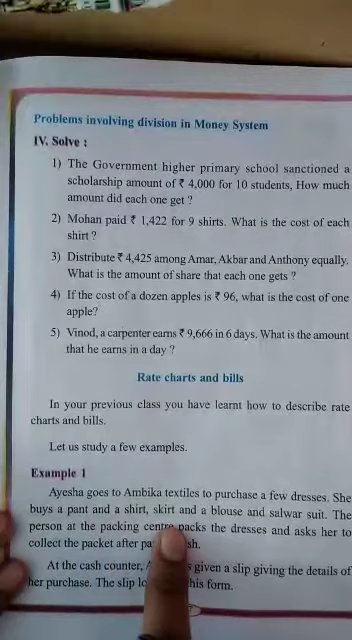 Problems involving division in Money System
IV. Solve :
1) The Government higher primary school sanctioned a
scholarship amount of ₹ 4,000 for 10 students, How much
amount did each one get ?
2) Mohan paid ₹ 1,422 for 9 shirts. What is the cost of each
shirt ?
3) Distribute ₹ 4,425 among Amar, Akbar and Anthony equally.
What is the amount of share that each one gets ?
4) If the cost of a dozen apples is ₹ 96, what is the cost of one
apple?
5) Vinod, a carpenter earns ₹ 9,666 in 6 days. What is the amount
that he earns in a day ?
Rate charts and bills
In your previous class you have learnt how to describe rate
charts and bills.
Let us study a few examples.
Example 1
Ayesha goes to Ambika textiles to purchase a few dresses. She
buys a pant and a shirt, skirt and a blouse and salwar suit. The
person at the packing centre packs the dresses and asks her to
collect the packet after
At the cash counter, given a slip giving the details of
her purchase. The slip his form.